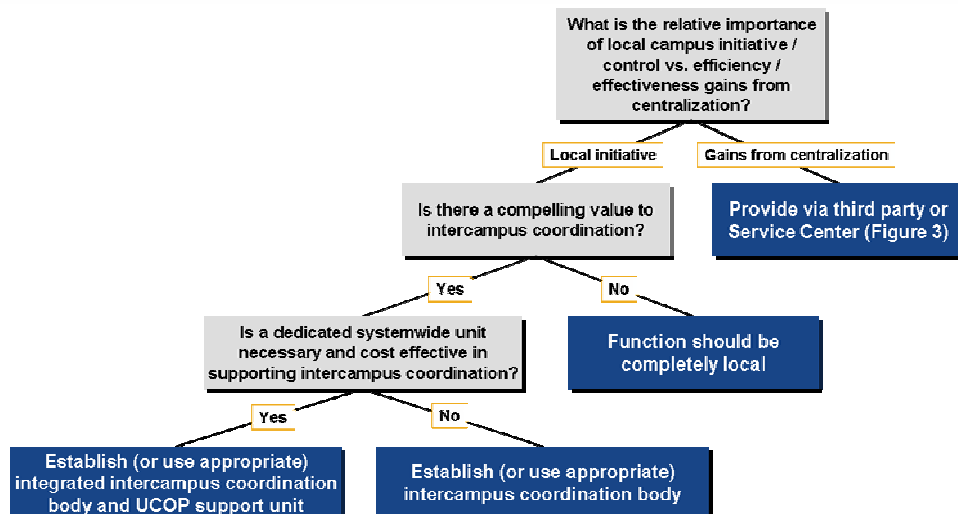 What is the relative importance
of local campus initiative /
control vs. efficiency /
effectiveness gains from
centralization?
Local initiative
Gains from centralization
Is there a compelling value to
intercampus coordination?
Provide via third party or
Service Center (Figure 3)
Yes
No
Is a dedicated systemwide unit
necessary and cost effective in
supporting intercampus coordination?
Function should be
completely local
Yes
No
Establish (or use appropriate)
integrated intercampus coordination
body and UCOP support unit
Establish (or use appropriate)
intercampus coordination body